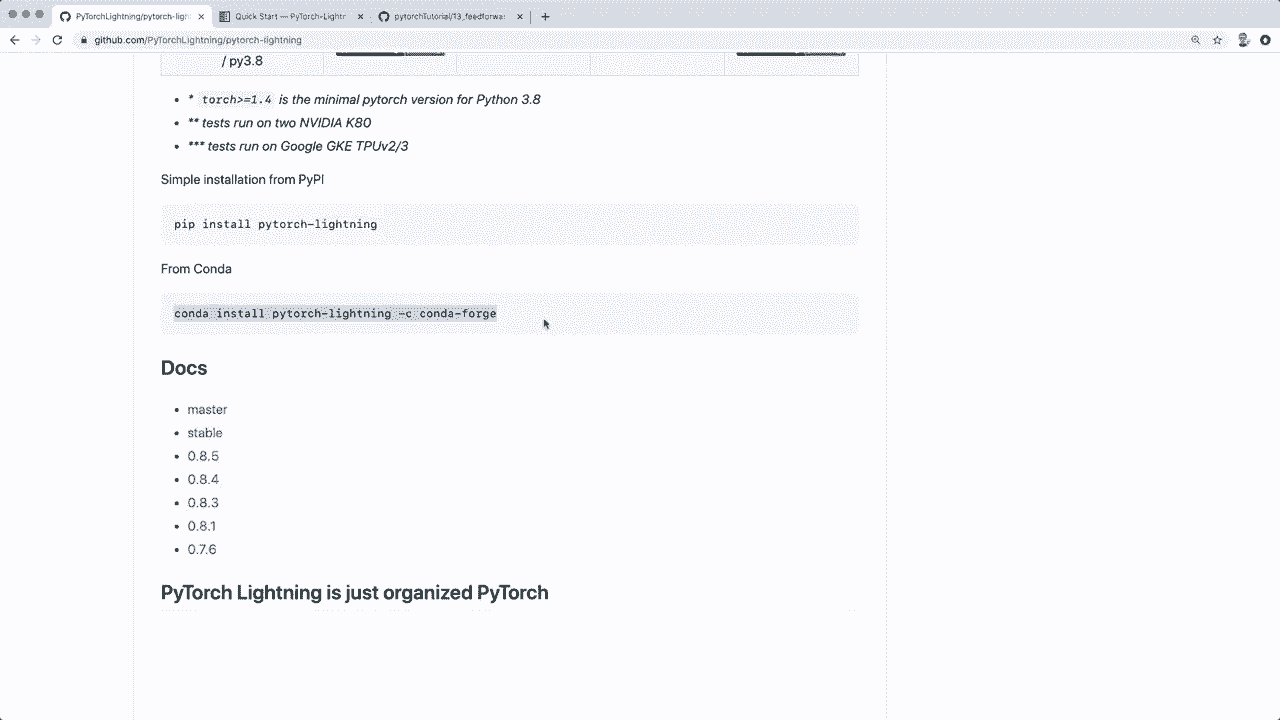 PyTorchLightning/pytorch-ligh
Quick Start — PyTorch-Lightr
pytorchTutorial/13_feedforwar
github.com/PyTorchLightning/pytorch-lightning
/ py3.8
* torch>=1.4 is the minimal pytorch version for Python 3.8
** tests run on two NVIDIA K80
*** tests run on Google GKE TPUv2/3
Simple installation from PyPI
pip install pytorch-lightning
From Conda
conda install pytorch-lightning -c conda-forge
Docs
master
stable
0.8.5
0.8.4
0.8.3
0.8.1
0.7.6
PyTorch Lightning is just organized PyTorch